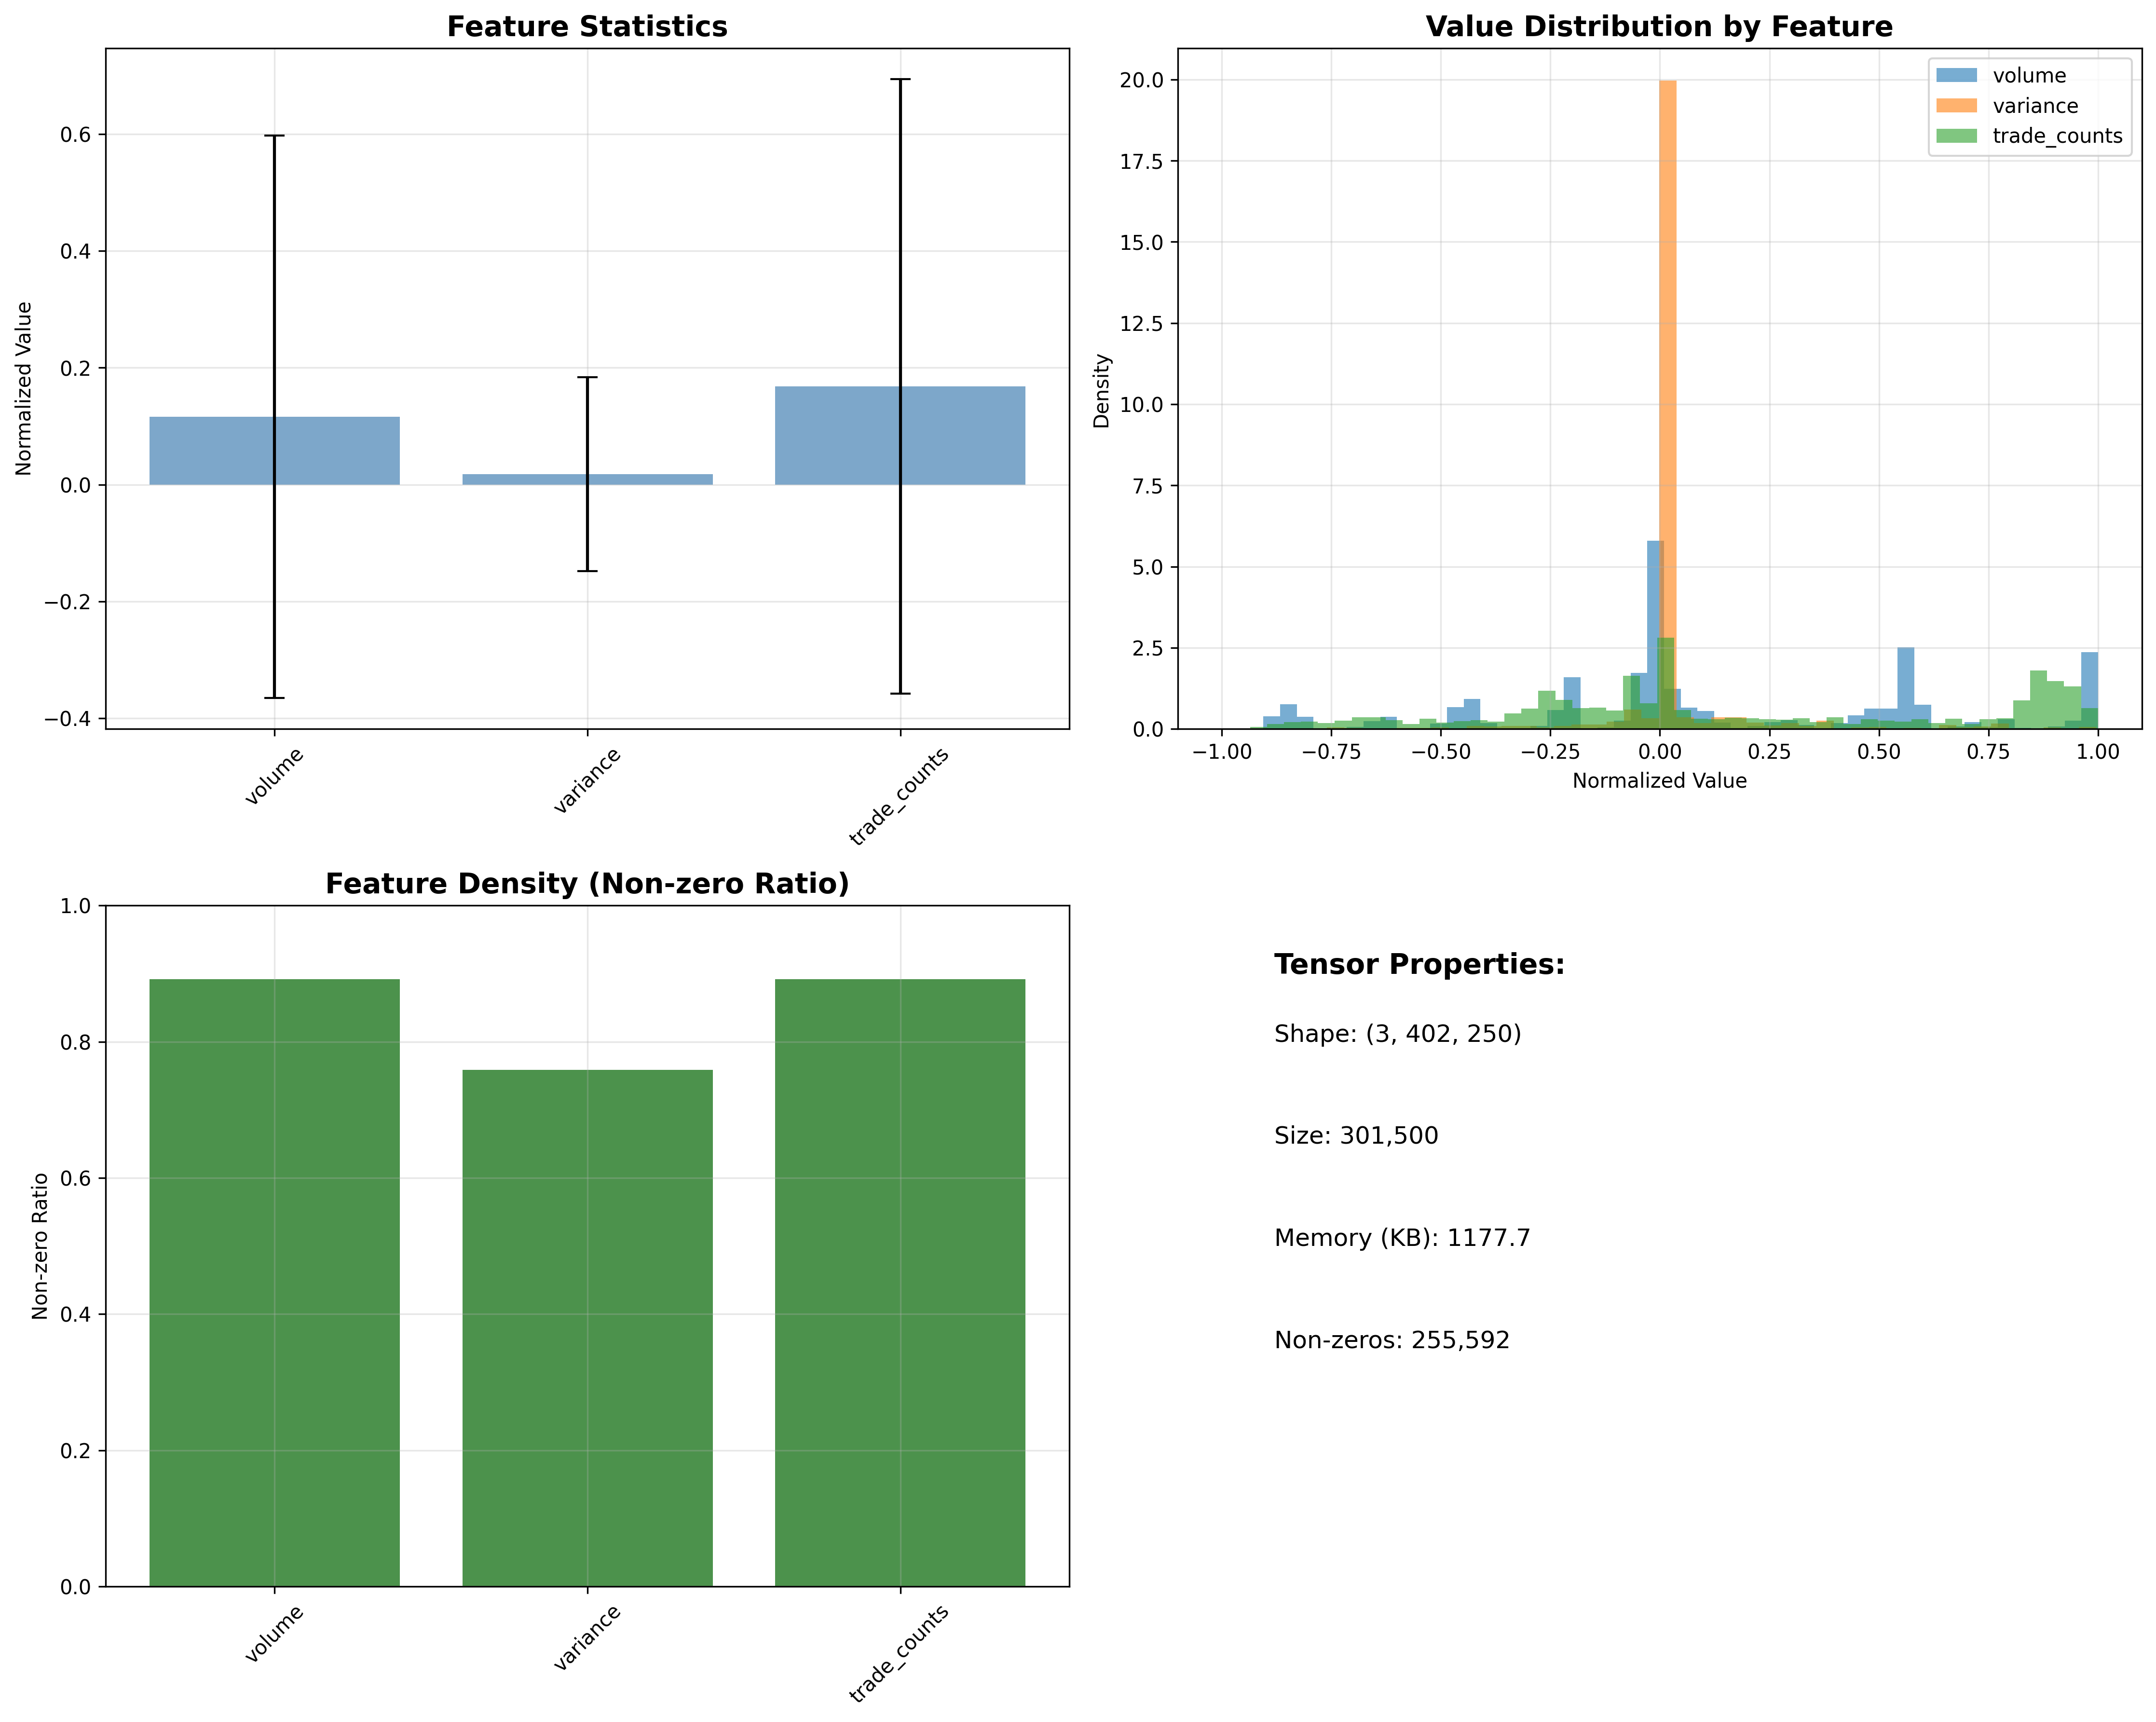 Feature Statistics
Normalized Value
0.6
0.4
0.2
0.0
−0.2
−0.4
volume
variance
trade_counts
Value Distribution by Feature
Density
20.0
17.5
15.0
12.5
10.0
7.5
5.0
2.5
0.0
−1.00
−0.75
−0.50
−0.25
0.00
0.25
0.50
0.75
1.00
Normalized Value
volume
variance
trade_counts
Feature Density (Non-zero Ratio)
Non-zero Ratio
1.0
0.8
0.6
0.4
0.2
0.0
volume
variance
trade_counts
Tensor Properties:
Shape: (3, 402, 250)
Size: 301,500
Memory (KB): 1177.7
Non-zeros: 255,592